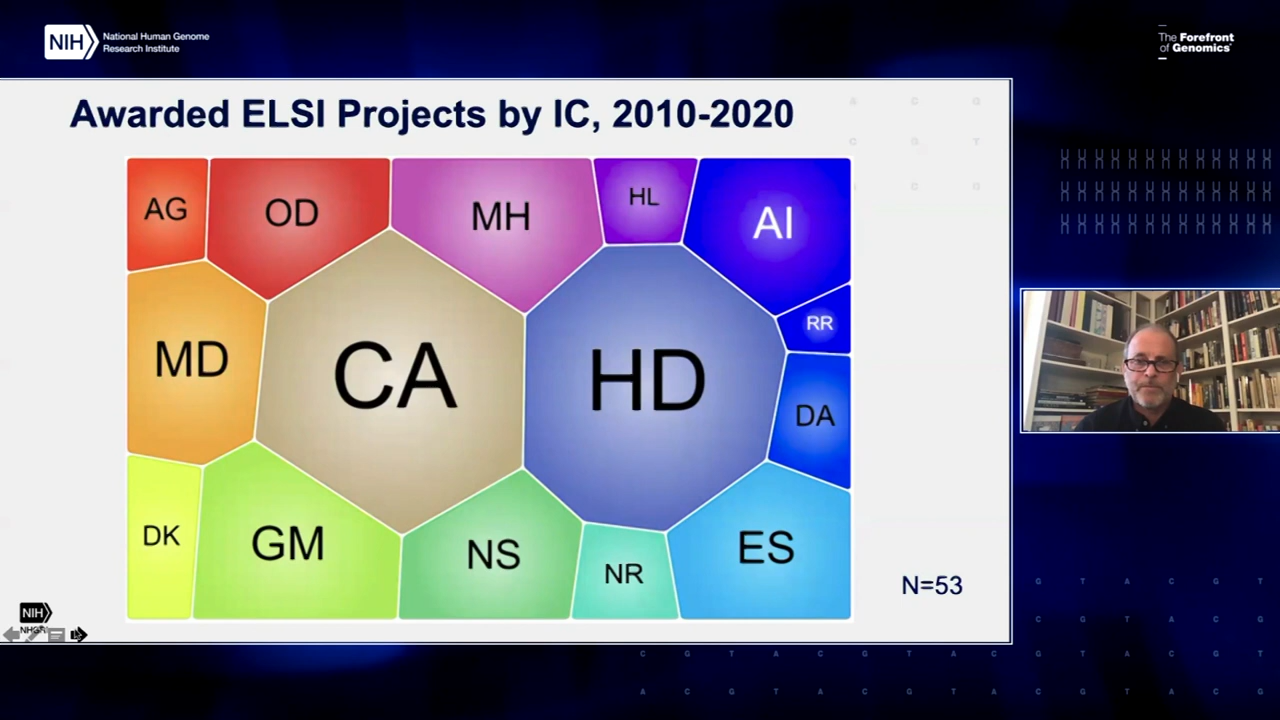 NIH
National Human Genome
Research Institute
The Forefront
of Genomics
Awarded ELSI Projects by IC, 2010-2020
AG
OD
MH
HL
AI
RR
MD
CA
HD
DA
DK
GM
NS
NR
ES
N=53
NIH
G T A C G T
C G T A C G
C G T A C G T A C G T A C G T
A C G T A C G T A C G T A C G